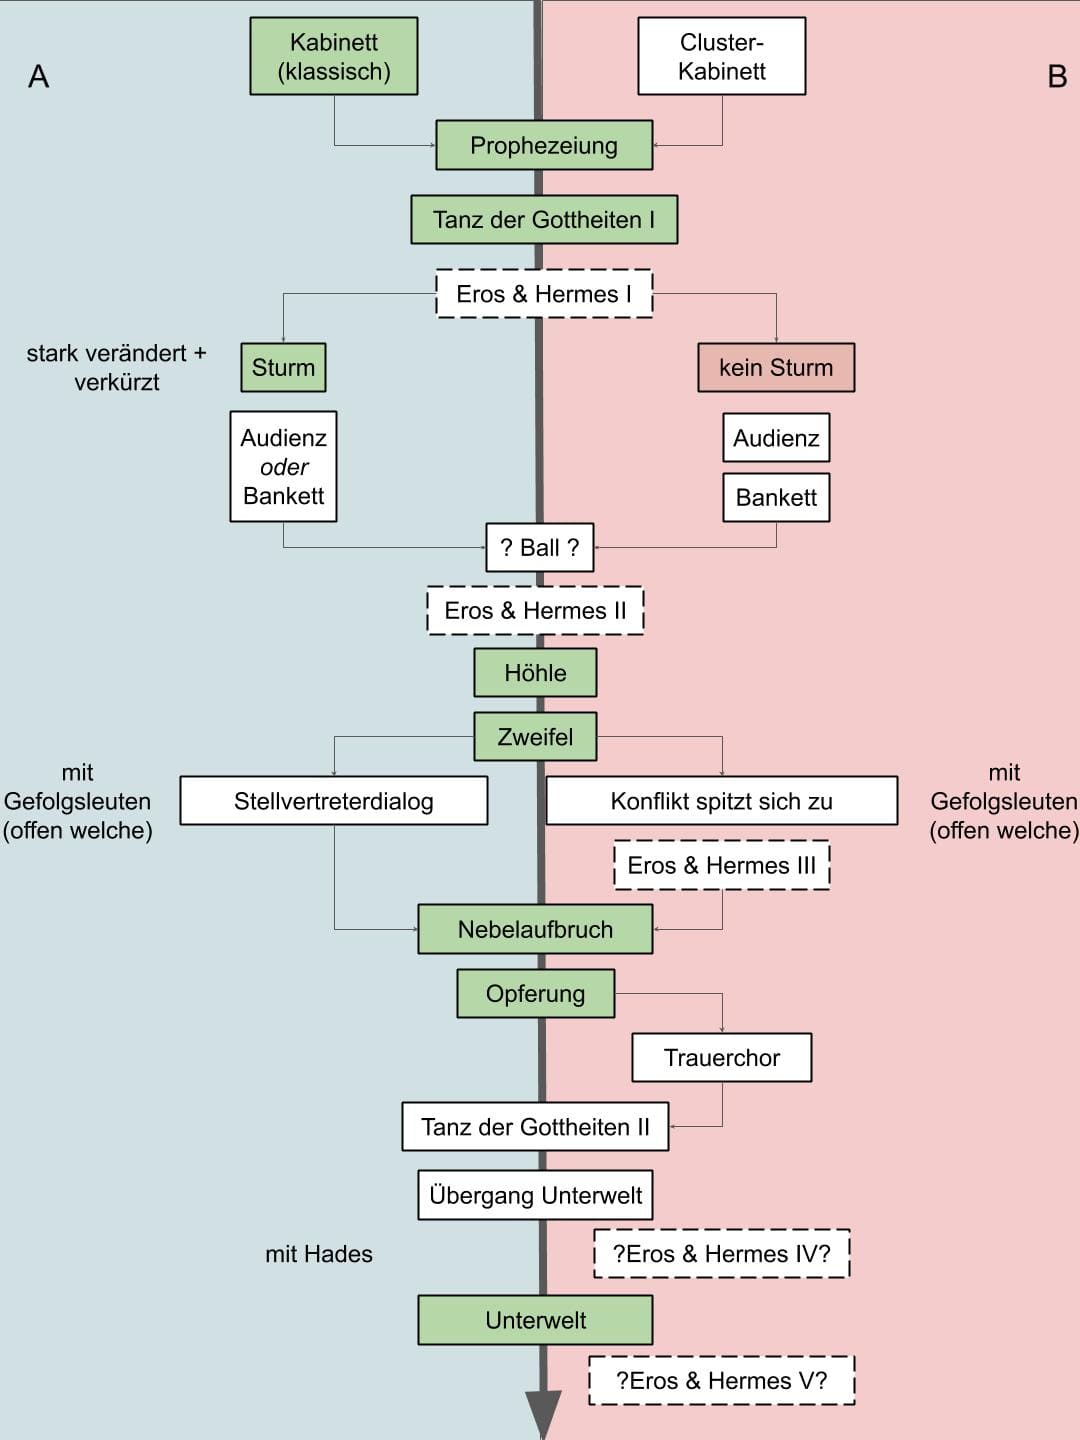 A
Kabinett
(klassisch)
Cluster-
Kabinett
B
Prophezeiung
Tanz der Gottheiten I
Eros & Hermes I
stark verändert +
verkürzt
Sturm
kein Sturm
Audienz
oder
Bankett
Audienz
Bankett
? Ball ?
Eros & Hermes II
Höhle
Zweifel
mit
Gefolgsleuten
(offen welche)
Stellvertreterdialog
Konflikt spitzt sich zu
mit
Gefolgsleuten
(offen welche)
Eros & Hermes III
Nebelaufbruch
Opferung
Trauerchor
Tanz der Gottheiten II
Übergang Unterwelt
mit Hades
?Eros & Hermes IV?
Unterwelt
?Eros & Hermes V?